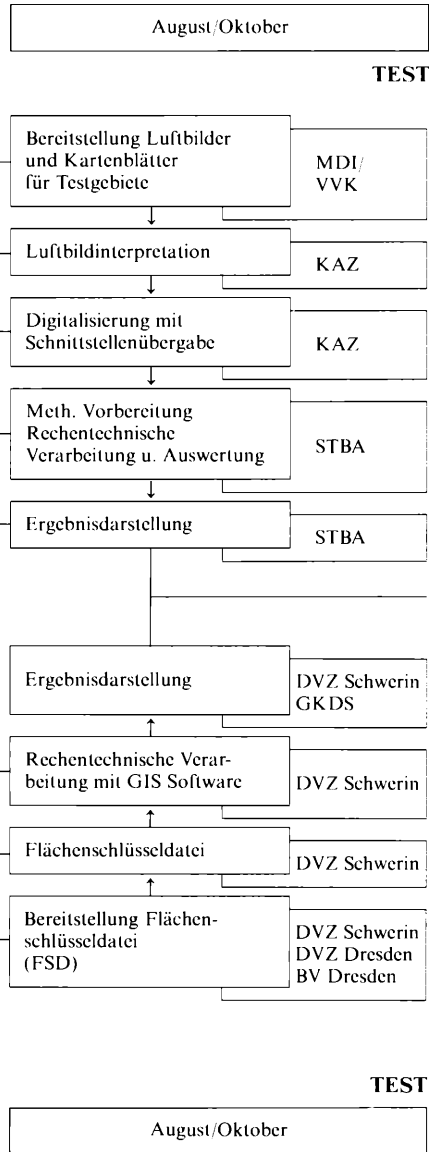 August/Oktober
TEST
Bereitstellung Luftbilder
und Kartenblätter
für Testgebiete
MDI/
VVK
Luftbildinterpretation
KAZ
Digitalisierung mit
Schnittstellenübergabe
KAZ
Meth. Vorbereitung
Rechentechnische
Verarbeitung u. Auswertung
STBA
Ergebnisdarstellung
STBA
Ergebnisdarstellung
DVZ Schwerin
GKDS
Rechentechnische Verar-
beitung mit GIS Software
DVZ Schwerin
Flächenschlüsseldatei
DVZ Schwerin
Bereitstellung Flächen-
schlüsseldatei
(FSD)
DVZ Schwerin
DVZ Dresden
BV Dresden
TEST
August/Oktober